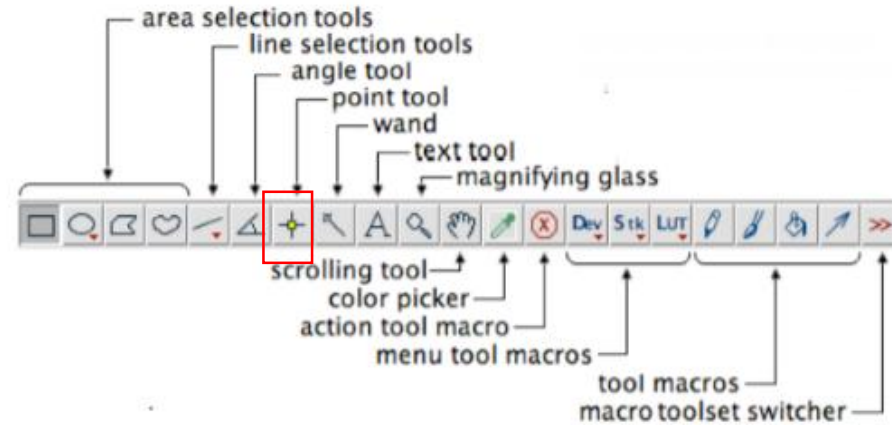 area selection tools
line selection tools
angle tool
point tool
wand
text tool
magnifying glass
A Dev Stk LUT >>
scrolling tool
color picker
action tool macro
menu tool macros
tool macros
macro toolset switcher